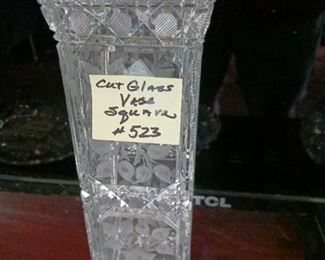 Cut Glass
Vase
Square
#523
TCL